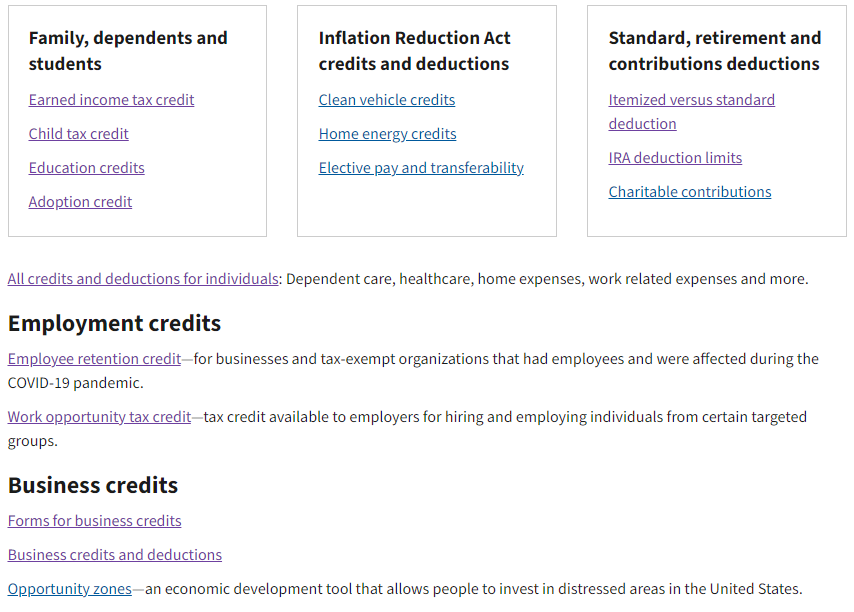 Family, dependents and
students
Earned income tax credit
Child tax credit
Education credits
Adoption credit
Inflation Reduction Act
credits and deductions
Clean vehicle credits
Home energy credits
Elective pay and transferability
Standard, retirement and
contributions deductions
Itemized versus standard
deduction
IRA deduction limits
Charitable contributions
All credits and deductions for individuals: Dependent care, healthcare, home expenses, work related expenses and more.
Employment credits
Employee retention credit—for businesses and tax-exempt organizations that had employees and were affected during the
COVID-19 pandemic.
Work opportunity tax credit—tax credit available to employers for hiring and employing individuals from certain targeted
groups.
Business credits
Forms for business credits
Business credits and deductions
Opportunity zones—an economic development tool that allows people to invest in distressed areas in the United States.